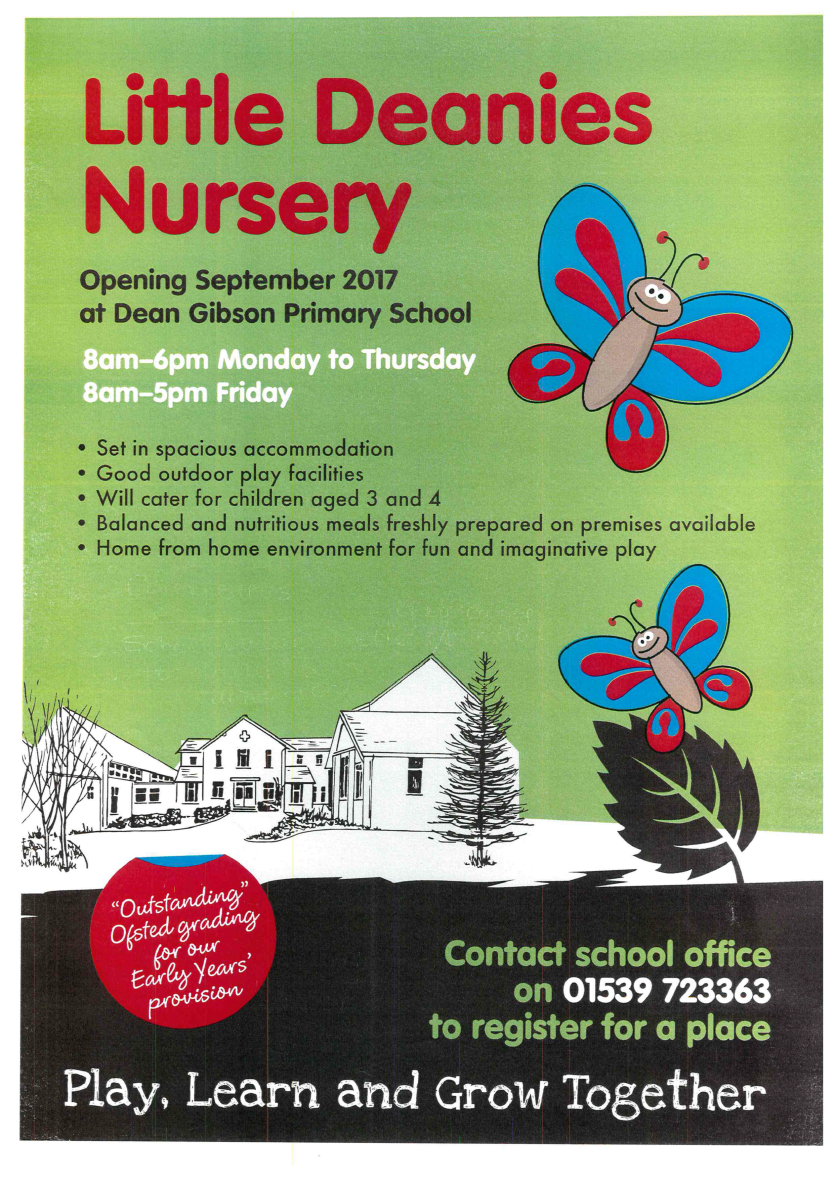 Little Deanies
Nursery
Opening September 2017
at Dean Gibson Primary School
8am–6pm Monday to Thursday
8am–5pm Friday
• Set in spacious accommodation
• Good outdoor play facilities
• Will cater for children aged 3 and 4
• Balanced and nutritious meals freshly prepared on premises available
• Home from home environment for fun and imaginative play
"Outstanding"
Ofsted grading
for our
Early Years'
provision
Contact school office
on 01539 723363
to register for a place
Play, Learn and Grow Together